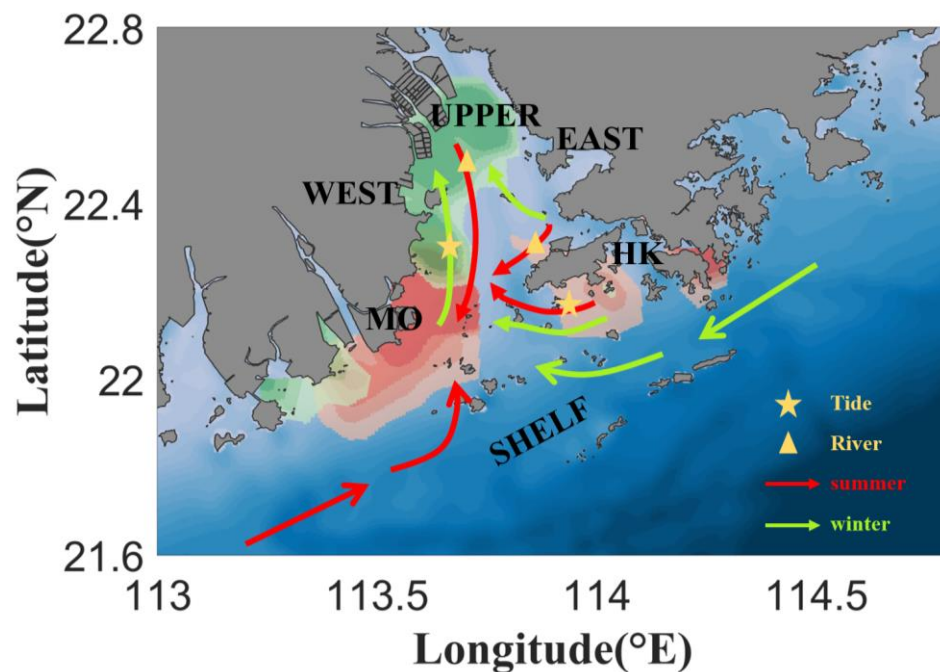 22.8
22.4
22
21.6
Latitude(°N)
UPPER
EAST
WEST
HK
MO
SHELF
Tide
River
summer
winter
113
113.5
114
114.5
Longitude(°E)